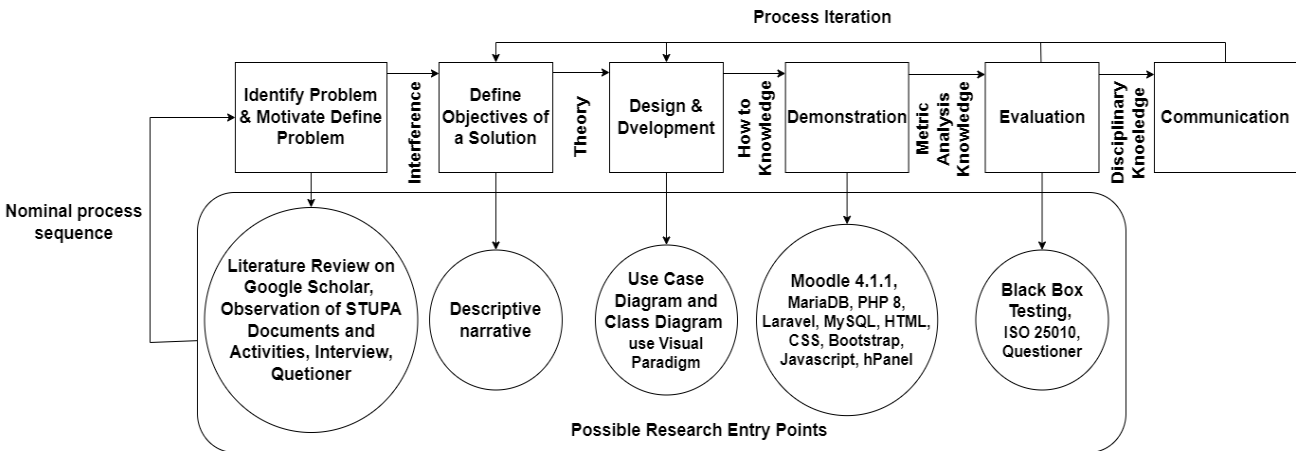 Process Iteration
Identify Problem
& Motivate Define
Problem
Interference
Define
Objectives of
a Solution
Theory
Design &
Dvelopment
How to
Knowledge
Demonstration
Metric
Analysis
Knowledge
Evaluation
Disciplinary
Knoeledge
Communication
Nominal process
sequence
Literature Review on
Google Scholar,
Observation of STUPA
Documents and
Activities, Interview,
Quetioner
Descriptive
narrative
Use Case
Diagram and
Class Diagram
use Visual
Paradigm
Moodle 4.1.1,
MariaDB, PHP 8,
Laravel, MySQL, HTML,
CSS, Bootstrap,
Javascript, hPanel
Black Box
Testing,
ISO 25010,
Questioner
Possible Research Entry Points